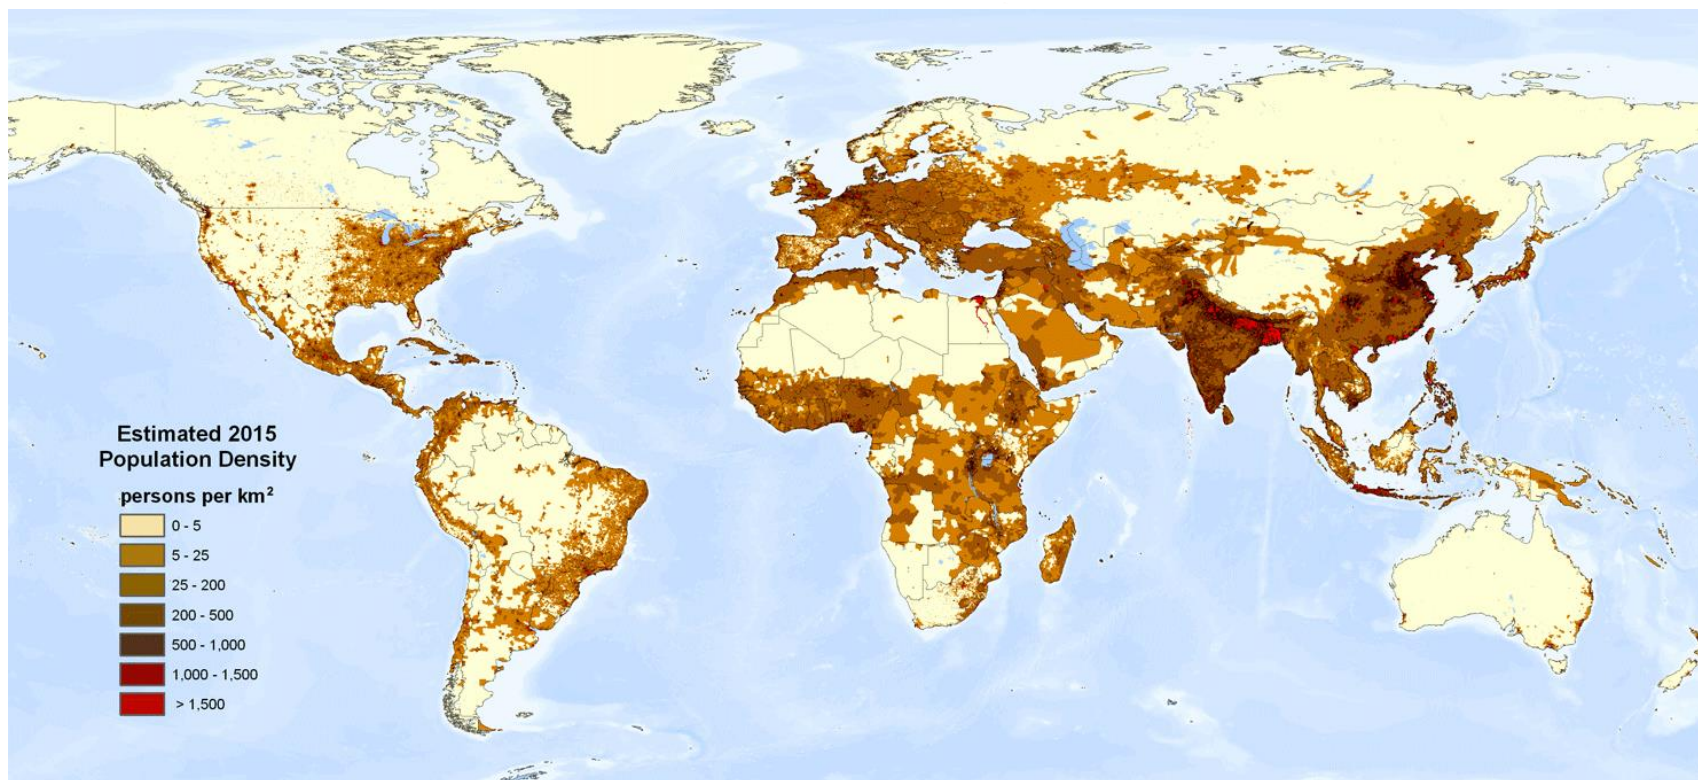 Estimated 2015
Population Density
persons per km²
0 - 5
5 - 25
25 - 200
200 - 500
500 - 1,000
1,000 - 1,500
> 1,500